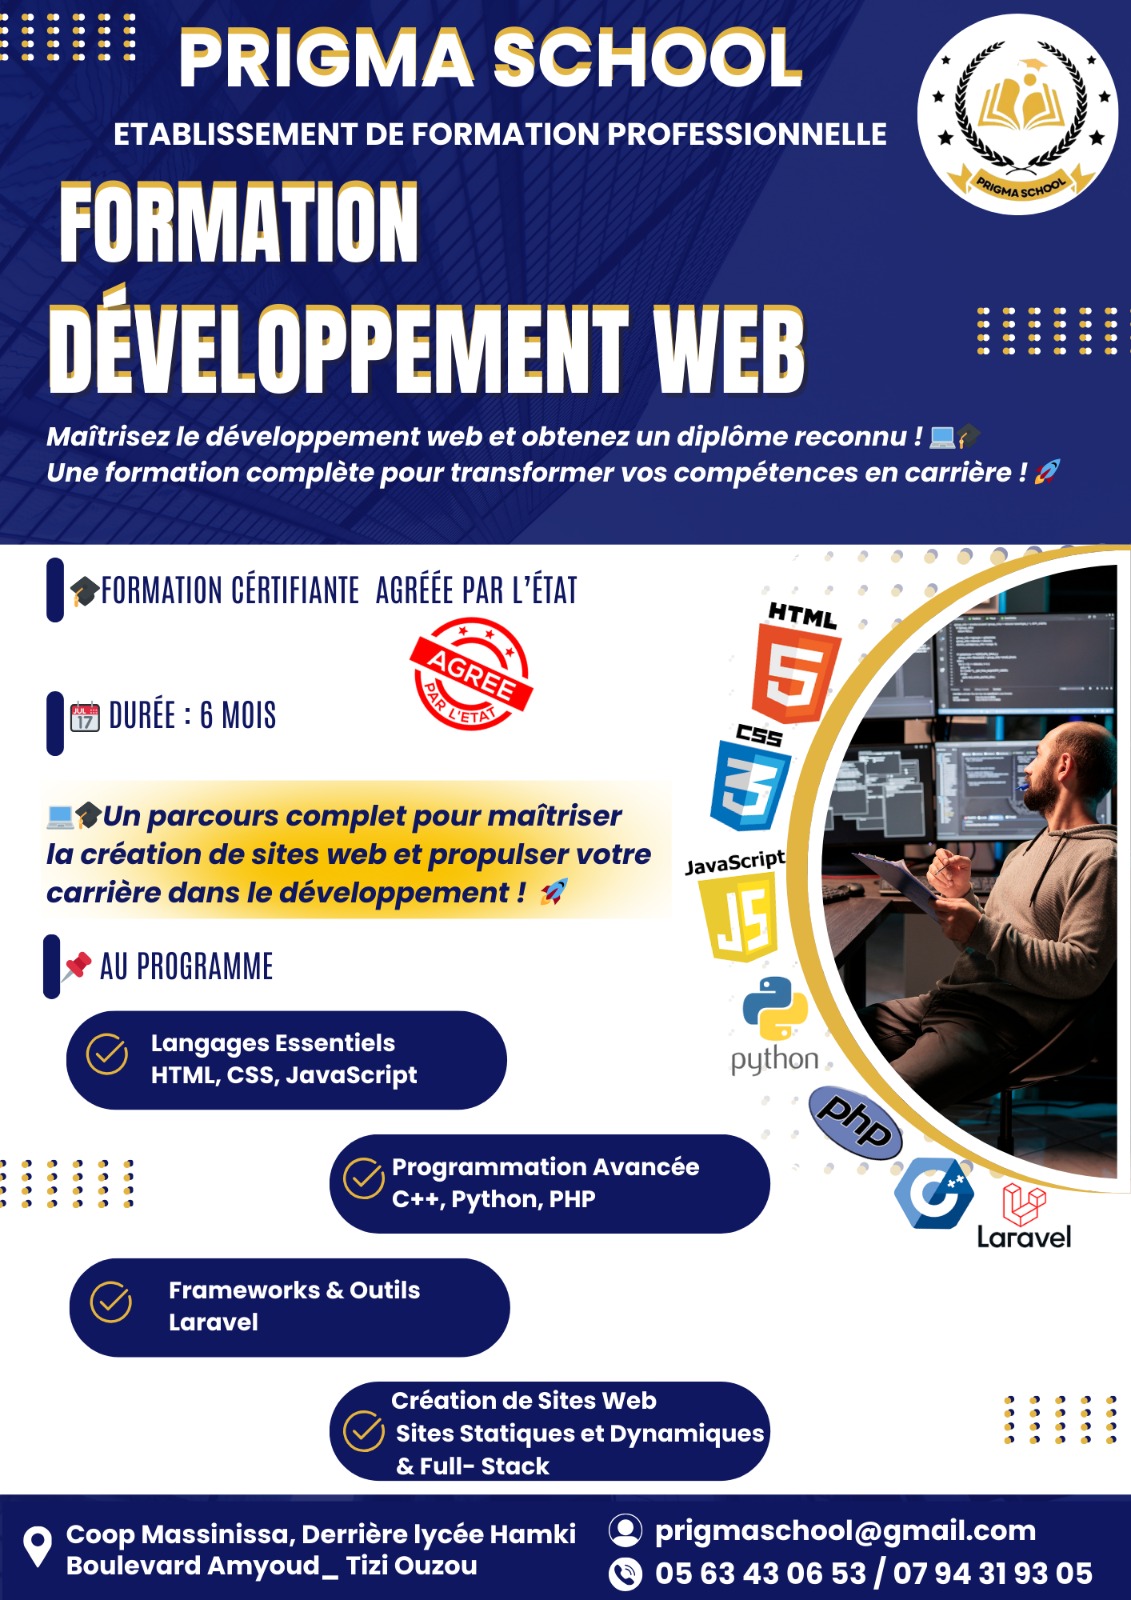 PRIGMA SCHOOL
ETABLISSEMENT DE FORMATION PROFESSIONNELLE
PRIGMA SCHOOL
FORMATION
DÉVELOPPEMENT WEB
Maîtrisez le développement web et obtenez un diplôme reconnu ! 💻🎓
Une formation complète pour transformer vos compétences en carrière ! 🚀
🎓FORMATION CÉRTIFIANTE AGRÉÉE PAR L'ÉTAT
AGREE
PAR L'ETAT
📅 DURÉE : 6 MOIS
💻🎓Un parcours complet pour maîtriser
la création de sites web et propulser votre
carrière dans le développement ! 🚀
HTML
5
CSS
3
JavaScript
JS
python
php
C++
Laravel
📌 AU PROGRAMME
Langages Essentiels
HTML, CSS, JavaScript
Programmation Avancée
C++, Python, PHP
Frameworks & Outils
Laravel
Création de Sites Web
Sites Statiques et Dynamiques
& Full- Stack
Coop Massinissa, Derrière lycée Hamki
Boulevard Amyoud_ Tizi Ouzou
prigmaschool@gmail.com
05 63 43 06 53 / 07 94 31 93 05